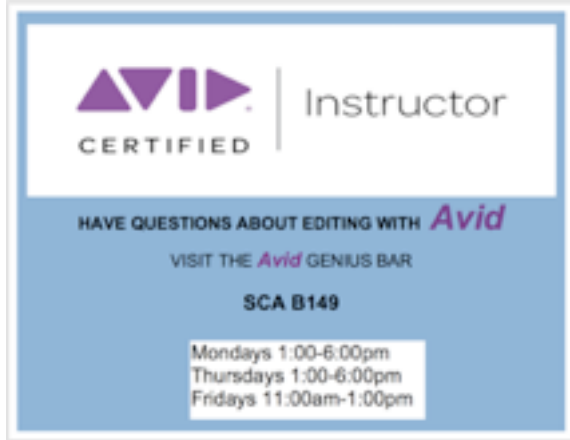 AVID
CERTIFIED
Instructor
HAVE QUESTIONS ABOUT EDITING WITH Avid
VISIT THE Avid GENIUS BAR
SCA B149
Mondays 1:00-6:00pm
Thursdays 1:00-6:00pm
Fridays 11:00am-1:00pm